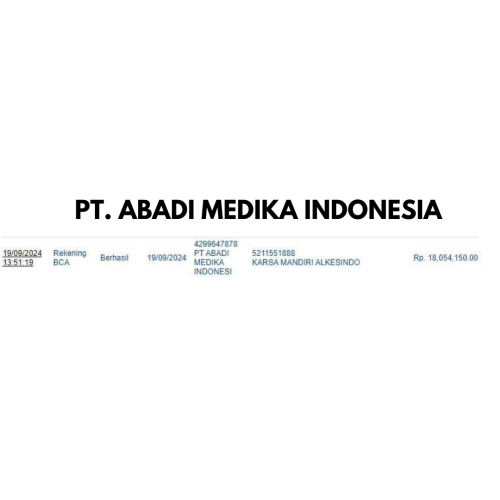 PT. ABADI MEDIKA INDONESIA
19/09/2024 13:51:19 Rekening BCA Berhasil 19/09/2024 4299647878 PT ABADI MEDIKA INDONESI 5211551888 KARSA MANDIRI ALKESINDO Rp. 18,054,150.00